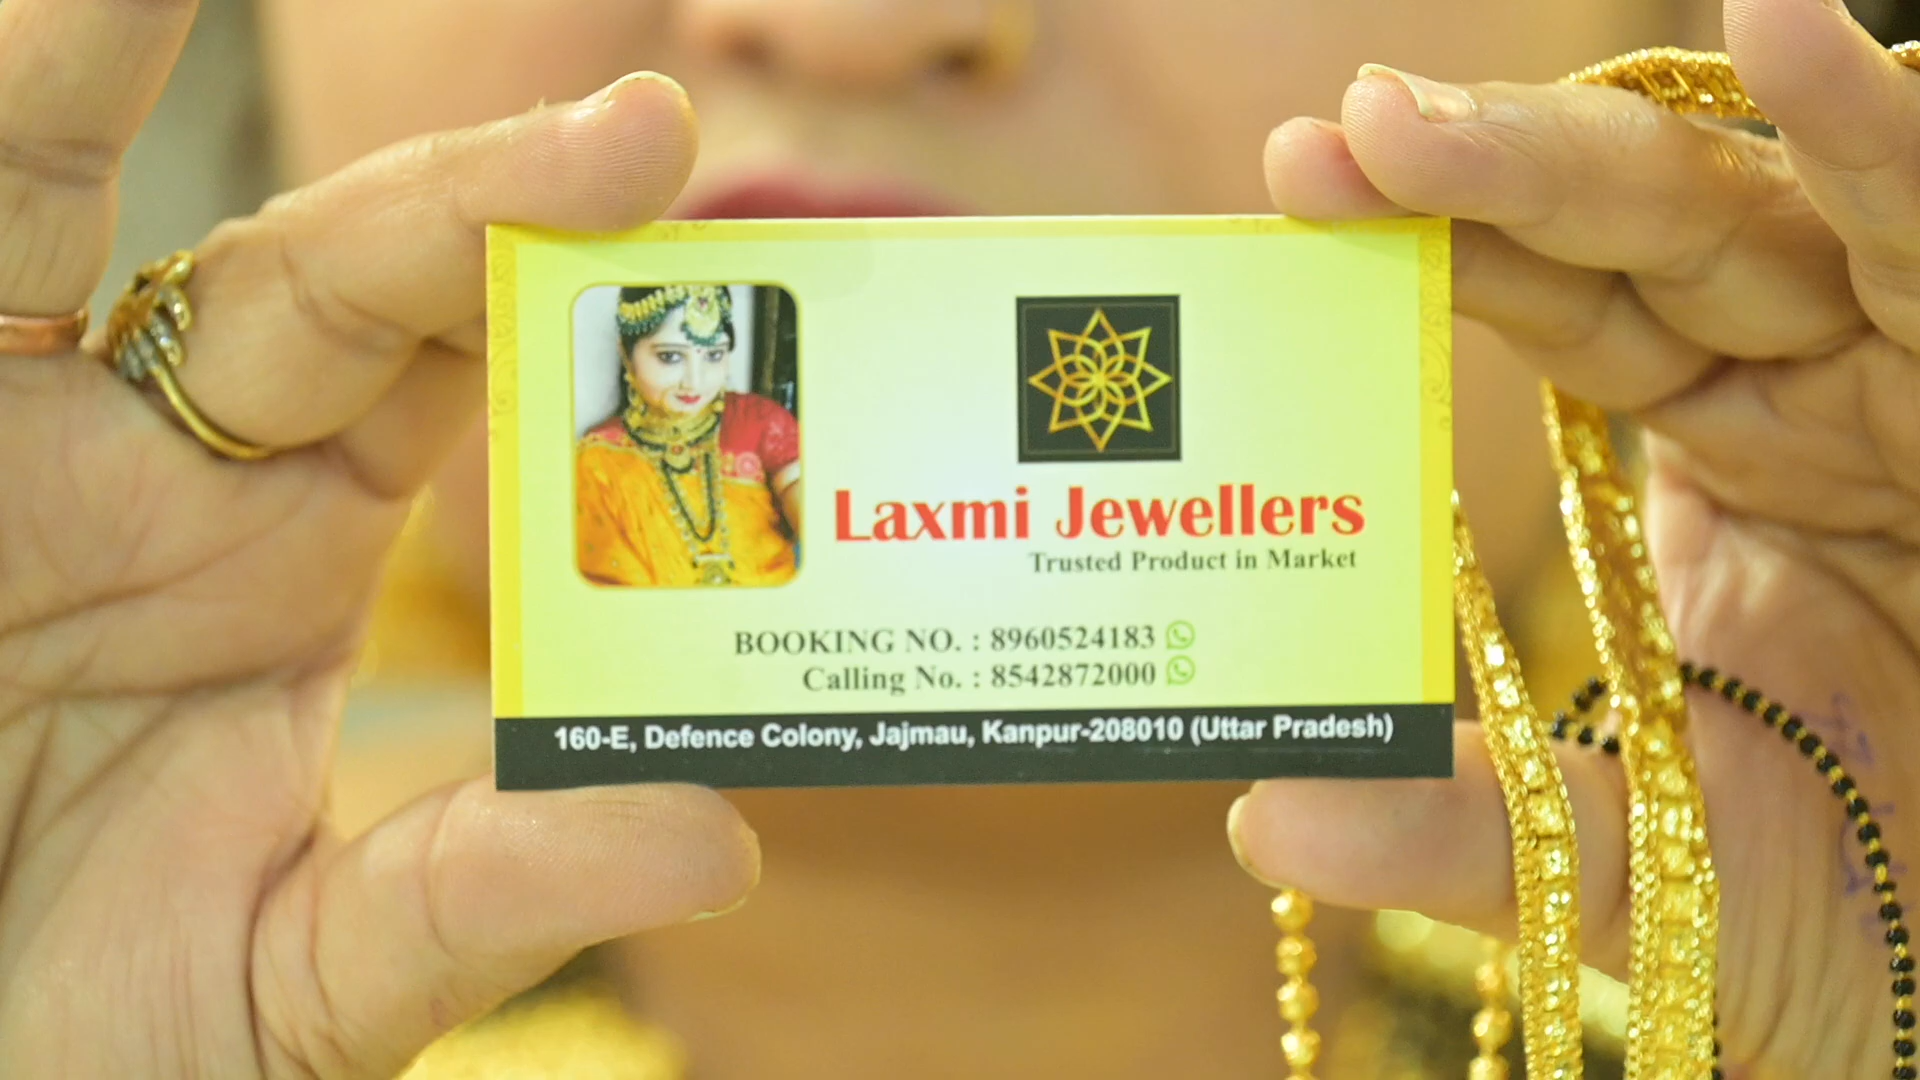 Laxmi Jewellers
Trusted Product in Market
BOOKING NO. : 8960524183
Calling No. : 8542872000
160-E, Defence Colony, Jajmau, Kanpur-208010 (Uttar Pradesh)